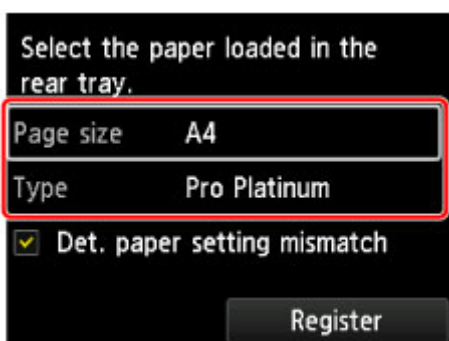 Select the paper loaded in the
rear tray.
Page size A4
Type Pro Platinum
Det. paper setting mismatch
Register